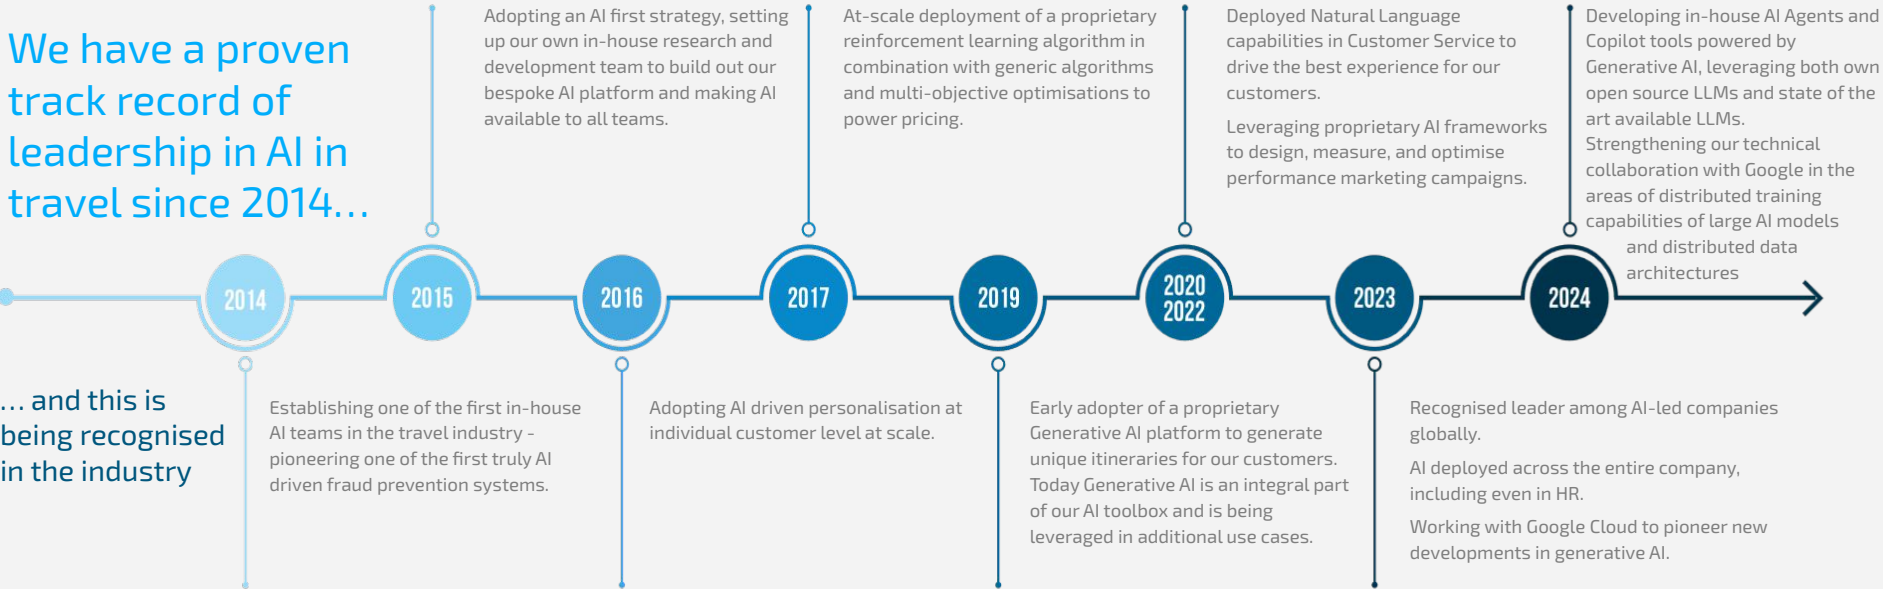 We have a proven
track record of
leadership in AI in
travel since 2014...
Adopting an AI first strategy, setting
up our own in-house research and
development team to build out our
bespoke AI platform and making AI
available to all teams.
At-scale deployment of a proprietary
reinforcement learning algorithm in
combination with generic algorithms
and multi-objective optimisations to
power pricing.
Deployed Natural Language
capabilities in Customer Service to
drive the best experience for our
customers.
Leveraging proprietary AI frameworks
to design, measure, and optimise
performance marketing campaigns.
Developing in-house AI Agents and
Copilot tools powered by
Generative AI, leveraging both own
open source LLMs and state of the
art available LLMs.
Strengthening our technical
collaboration with Google in the
areas of distributed training
capabilities of large AI models
and distributed data
architectures
2014
2015
2016
2017
2019
2020
2022
2023
2024
... and this is
being recognised
in the industry
Establishing one of the first in-house
AI teams in the travel industry -
pioneering one of the first truly AI
driven fraud prevention systems.
Adopting AI driven personalisation at
individual customer level at scale.
Early adopter of a proprietary
Generative AI platform to generate
unique itineraries for our customers.
Today Generative AI is an integral part
of our AI toolbox and is being
leveraged in additional use cases.
Recognised leader among AI-led companies
globally.
AI deployed across the entire company,
including even in HR.
Working with Google Cloud to pioneer new
developments in generative AI.